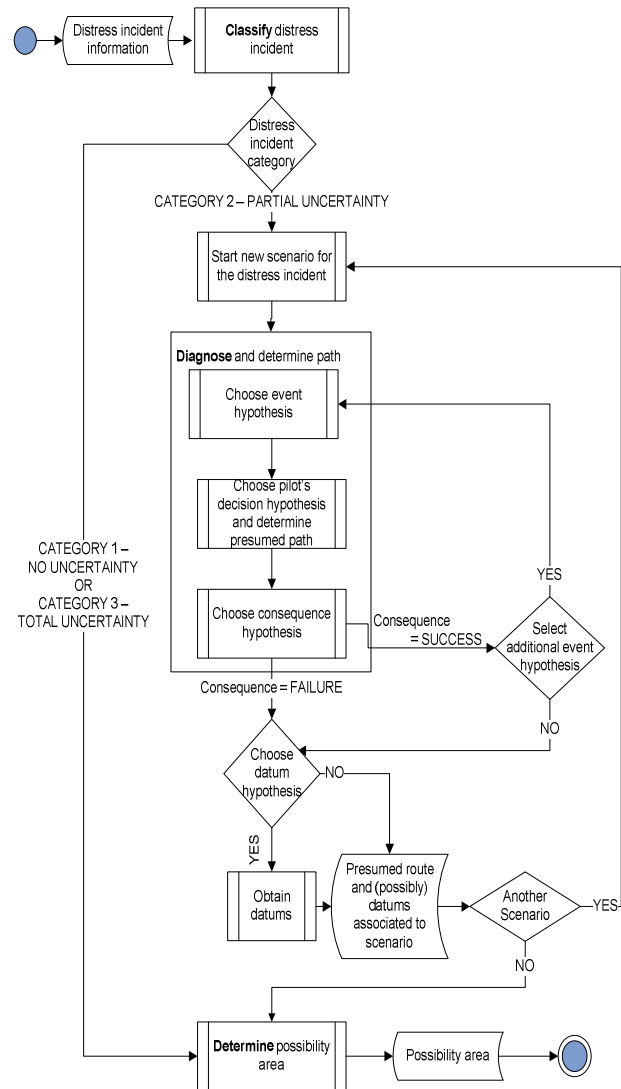 Distress incident
information
Classify distress
incident
Distress
incident
category
CATEGORY 2 – PARTIAL UNCERTAINTY
Start new scenario for
the distress incident
Diagnose and determine path
Choose event
hypothesis
Choose pilot's
decision hypothesis
and determine
presumed path
CATEGORY 1 –
NO UNCERTAINTY
OR
CATEGORY 3 –
TOTAL UNCERTAINTY
Choose consequence
hypothesis
Consequence
= SUCCESS
YES
Select
additional event
hypothesis
Consequence = FAILURE
NO
Choose
datum
hypothesis
NO
YES
Obtain
datums
Presumed route
and (possibly)
datums
associated to
scenario
Another
Scenario
YES
NO
Determine possibility
area
Possibility area